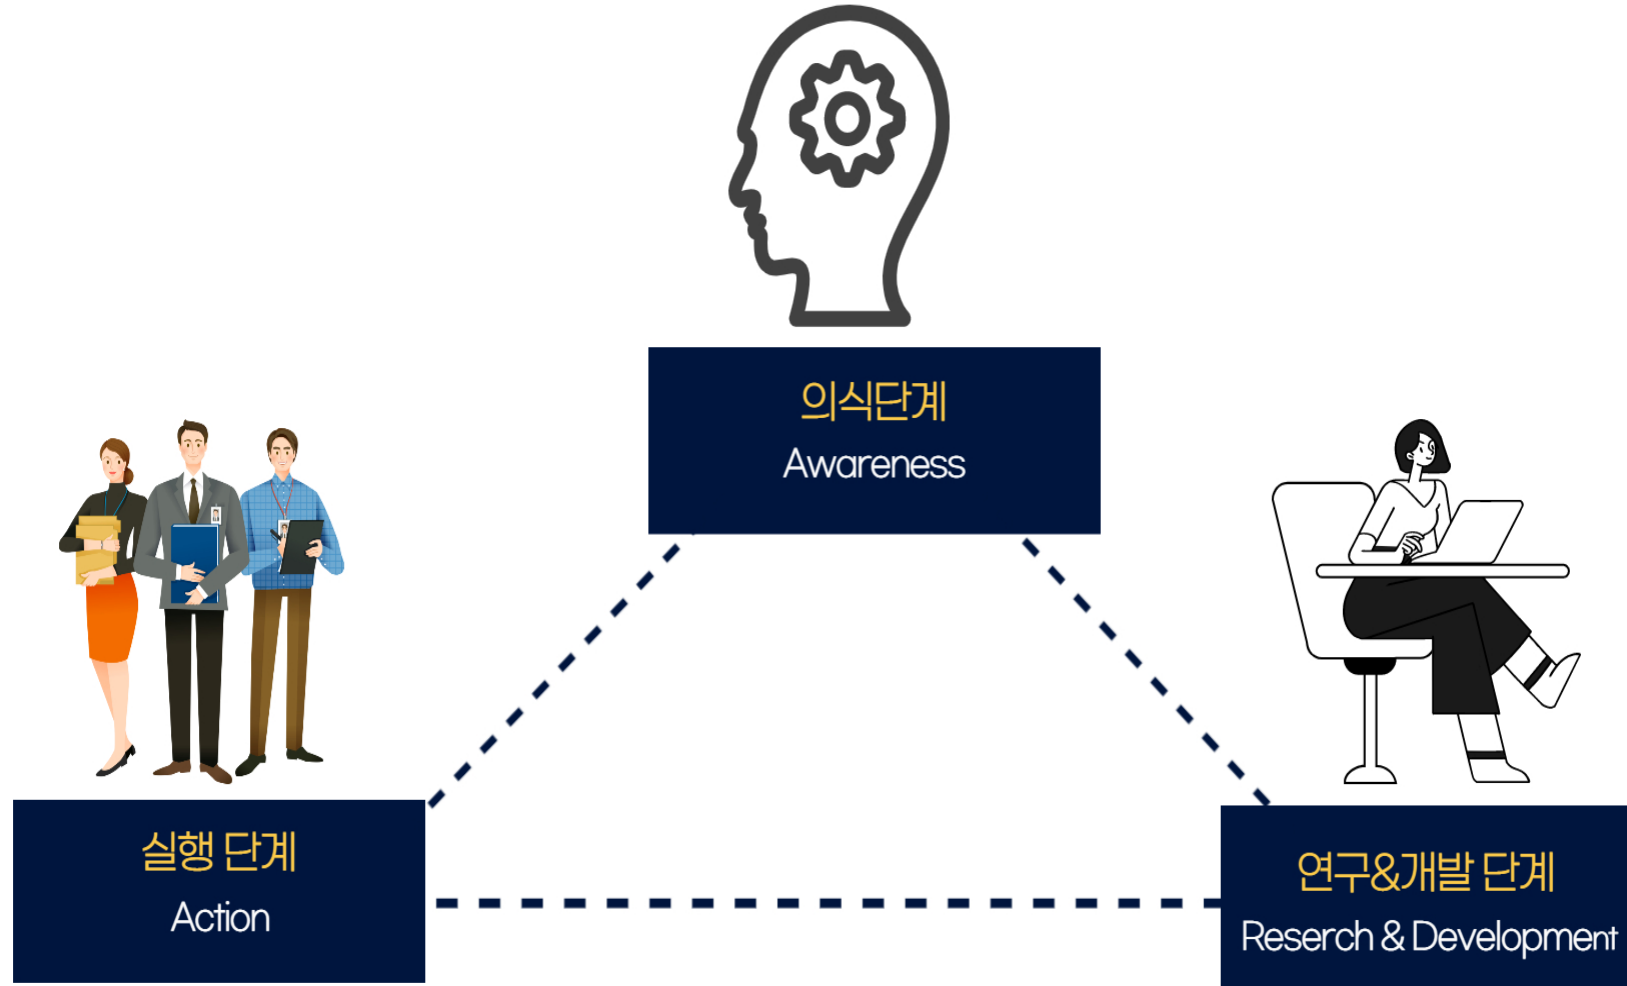 의식단계
Awareness
실행 단계
Action
연구&개발 단계
Reserch & Development